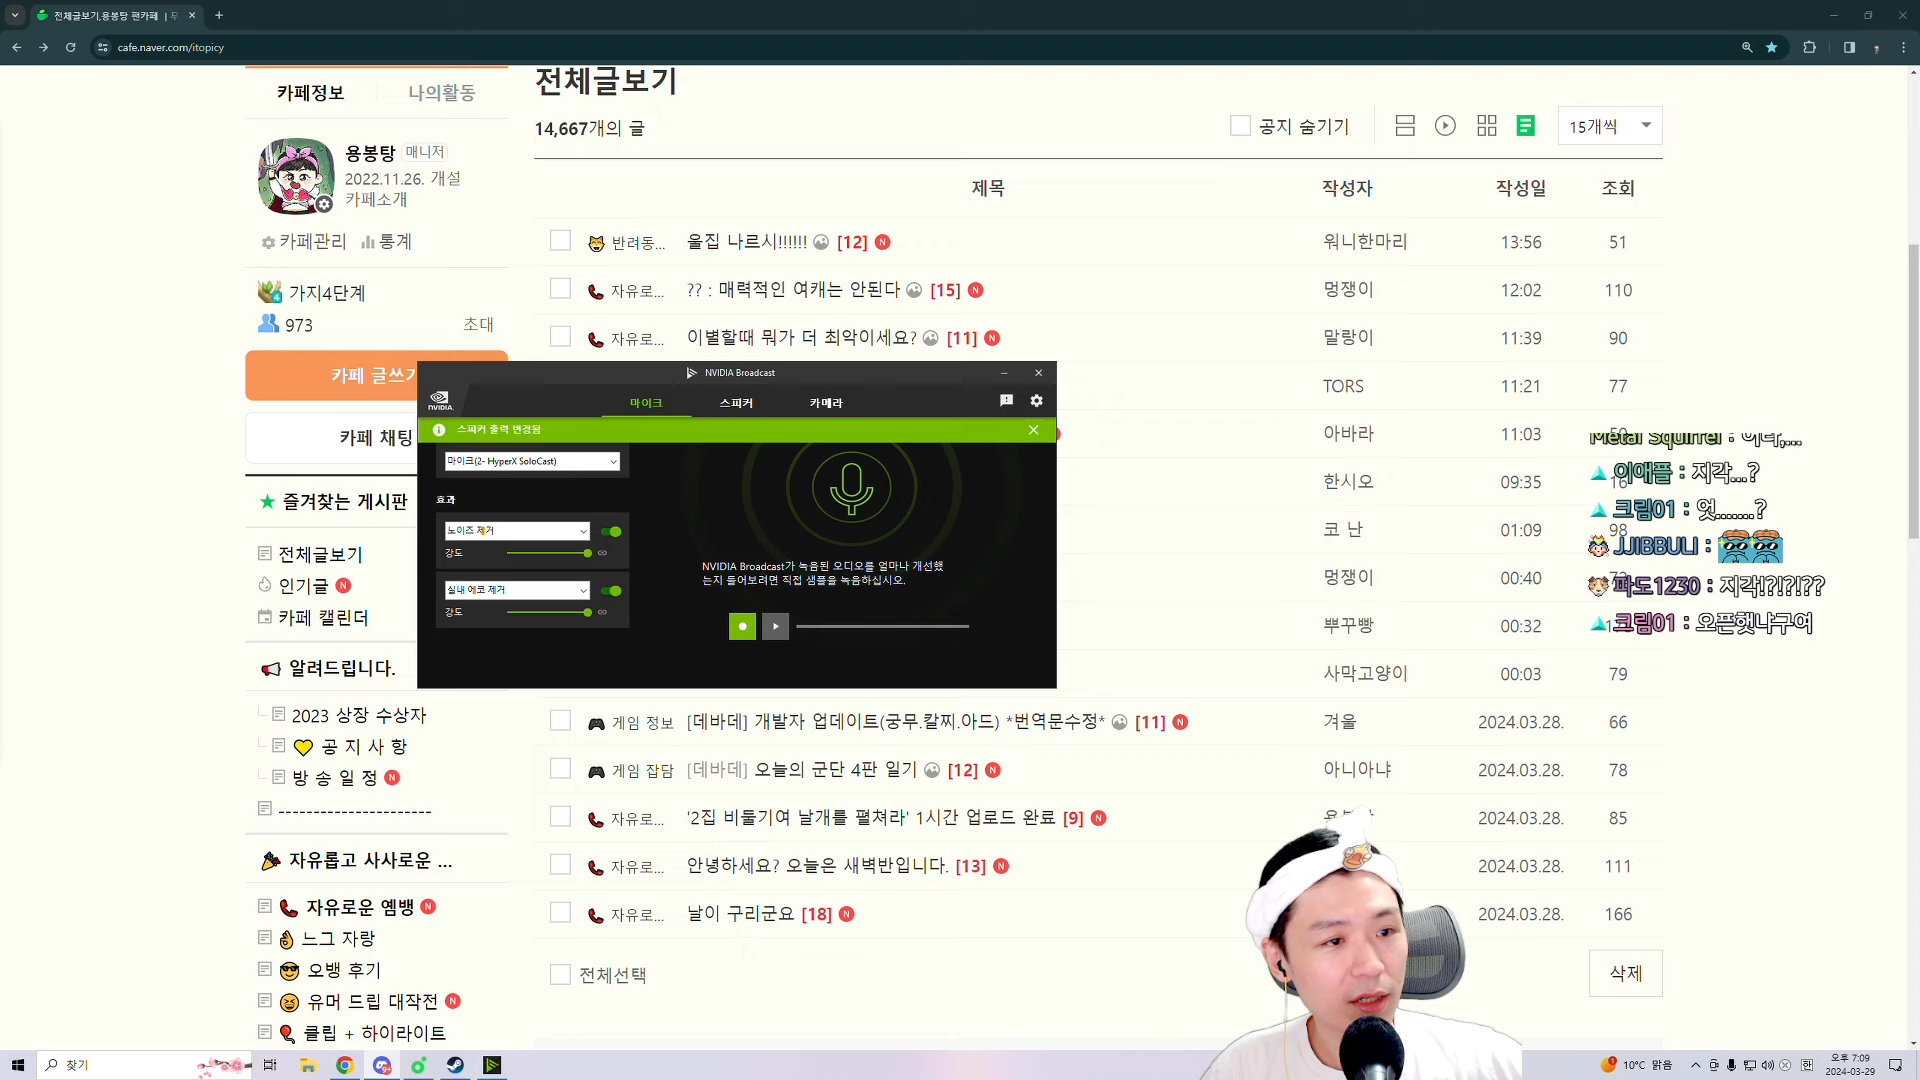 전체글보기,용봉탕 팬카페 | 무
cafe.naver.com/itopicy
카페정보
나의활동
용봉탕
매니저
2022.11.26. 개설
카페소개
카페관리
통계
가지4단계
973
초대
카페 글쓰기
카페 채팅
즐겨찾는 게시판
전체글보기
인기글 N
카페 캘린더
알려드립니다.
2023 상장 수상자
공 지 사 항
방 송 일 정 N
----------------------
자유롭고 사사로운 ...
자유로운 옘뱅 N
느그 자랑
오뱅 후기
유머 드립 대작전 N
클립 + 하이라이트
전체글보기
14,667개의 글
공지 숨기기
15개씩
제목 작성자 작성일 조회
반려동... 울집 나르시!!!!!! [12] N 워니한마리 13:56 51
자유로... ?? : 매력적인 여캐는 안된다 [15] N 멍쟁이 12:02 110
자유로... 이별할때 뭐가 더 최악이세요? [11] N 말랑이 11:39 90
TORS 11:21 77
아바라 11:03
한시오 09:35
코 난 01:09 98
멍쟁이 00:40
뿌꾸빵 00:32
사막고양이 00:03 79
게임 정보 [데바데] 개발자 업데이트(궁무.칼찌.아드) *번역문수정* [11] N 겨울 2024.03.28. 66
게임 잡담 [데바데] 오늘의 군단 4판 일기 [12] N 아니아냐 2024.03.28. 78
자유로... '2집 비둘기여 날개를 펼쳐라' 1시간 업로드 완료 [9] N 2024.03.28. 85
자유로... 안녕하세요? 오늘은 새벽반입니다. [13] N 2024.03.28. 111
자유로... 날이 구리군요 [18] N 2024.03.28. 166
전체선택
삭제
NVIDIA Broadcast
NVIDIA.
마이크
스피커
카메라
스피커 출력 변경됨
마이크(2- HyperX SoloCast)
효과
노이즈 제거
강도
실내 에코 제거
강도
NVIDIA Broadcast가 녹음된 오디오를 얼마나 개선했
는지 들어보려면 직접 샘플을 녹음하십시오.
Metal Squirrel : 이라,...
이애플 : 지각...?
크림01 : 엇.......?
JJIBBULI :
파도1230 : 지각!?!?!??
크림01 : 오픈햇냐구여
찾기
10°C 맑음
한
오후 7:09
2024-03-29